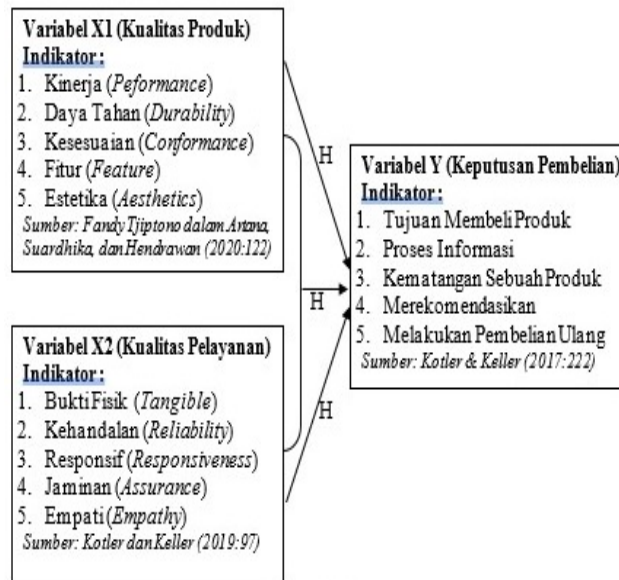 Variabel X1 (Kualitas Produk)
Indikator :
1. Kinerja (Peformance)
2. Daya Tahan (Durability)
3. Kesesuaian (Conformance)
4. Fitur (Feature)
5. Estetika (Aesthetics)
Sumber: Fandy Tjiptono dalam Artana,
Suardhika, dan Hendrawan (2020:122)
H
Variabel Y (Keputusan Pembelian)
Indikator :
1. Tujuan Membeli Produk
2. Proses Informasi
3. Kematangan Sebuah Produk
4. Merekomendasikan
5. Melakukan Pembelian Ulang
Sumber: Kotler & Keller (2017:222)
H
Variabel X2 (Kualitas Pelayanan)
Indikator :
1. Bukti Fisik (Tangible)
2. Kehandalan (Reliability)
3. Responsif (Responsiveness)
4. Jaminan (Assurance)
5. Empati (Empathy)
Sumber: Kotler dan Keller (2019:97)
H